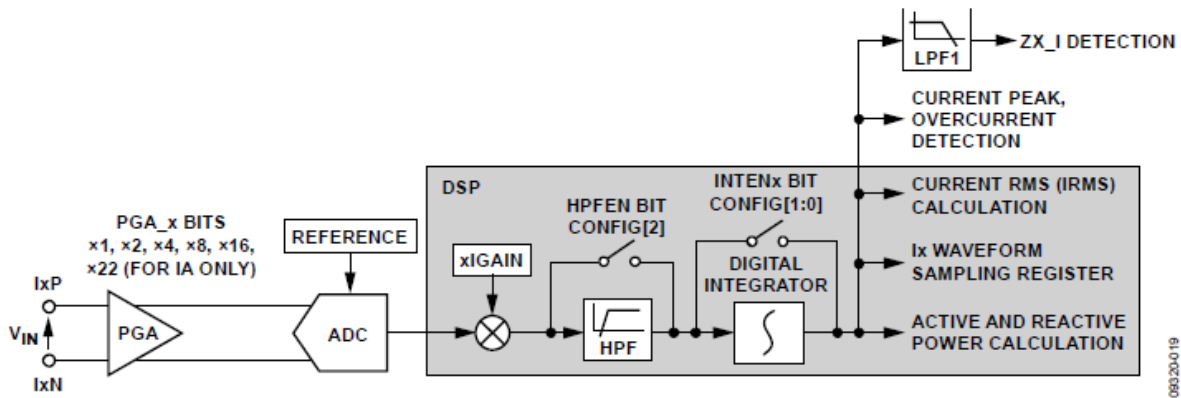 LPF1
ZX_I DETECTION
CURRENT PEAK,
OVERCURRENT
DETECTION
DSP
INTENx BIT
CONFIG[1:0]
CURRENT RMS (IRMS)
CALCULATION
HPFEN BIT
CONFIG[2]
PGA_x BITS
×1, ×2, ×4, ×8, ×16,
×22 (FOR IA ONLY)
REFERENCE
xIGAIN
DIGITAL
INTEGRATOR
Ix WAVEFORM
SAMPLING REGISTER
IxP
VIN
IxN
PGA
ADC
HPF
ACTIVE AND REACTIVE
POWER CALCULATION
09320-019